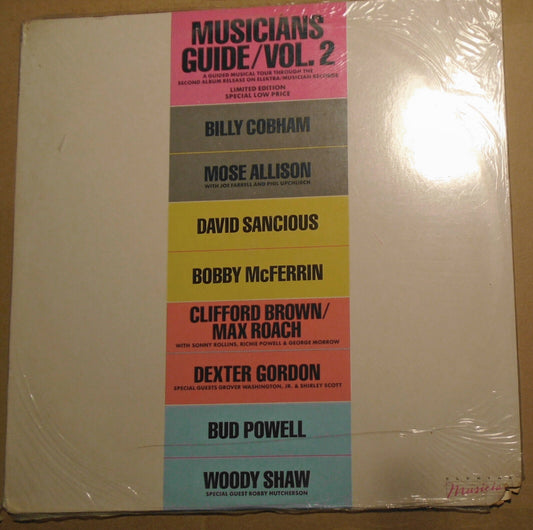 MUSICIANS
GUIDE/VOL. 2
A GUIDED MUSICAL TOUR THROUGH THE
SECOND ALBUM RELEASE ON ELEKTRA/MUSICIAN RECORDS
LIMITED EDITION
SPECIAL LOW PRICE
BILLY COBHAM
MOSE ALLISON
WITH JOE FARRELL AND PHIL UPCHURCH
DAVID SANCIOUS
BOBBY McFERRIN
CLIFFORD BROWN/
MAX ROACH
WITH SONNY ROLLINS, RICHIE POWELL & GEORGE MORROW
DEXTER GORDON
SPECIAL GUESTS GROVER WASHINGTON, JR. & SHIRLEY SCOTT
BUD POWELL
WOODY SHAW
SPECIAL GUEST BOBBY HUTCHERSON
Musician